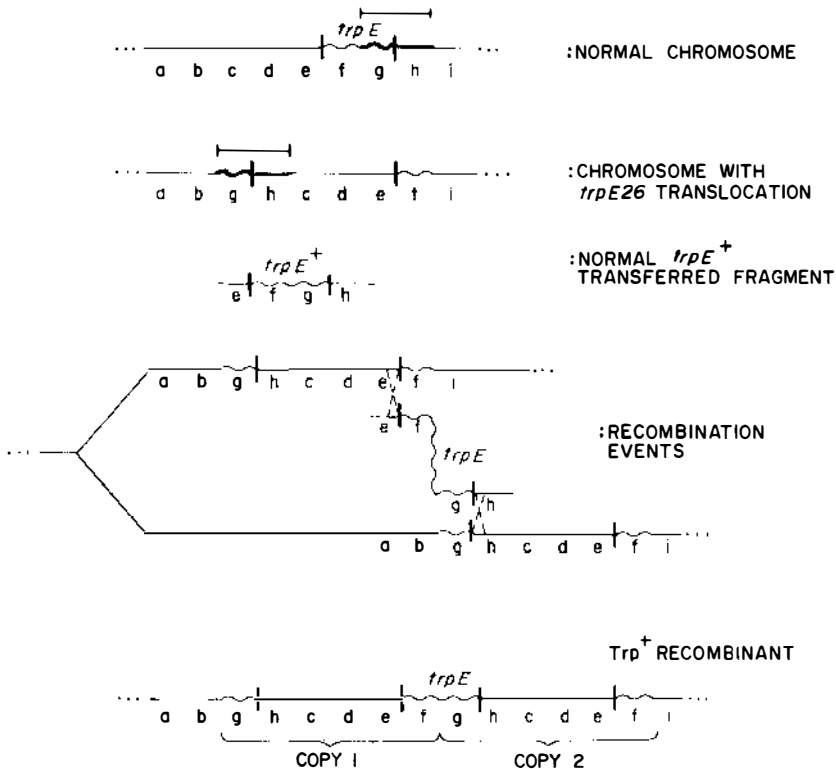 trpE
... ...
a b c d e f g h i
:NORMAL CHROMOSOME
... ...
a b g h c d e f i
:CHROMOSOME WITH
trpE26 TRANSLOCATION
trpE+
e f g h
:NORMAL trpE+
TRANSFERRED FRAGMENT
...
a b g h c d e f i
e f
trpE
g h
...
:RECOMBINATION
EVENTS
a b g h c d e f i
...
Trp+ RECOMBINANT
trpE
... ...
a b g h c d e f g h c d e f i
COPY 1 COPY 2